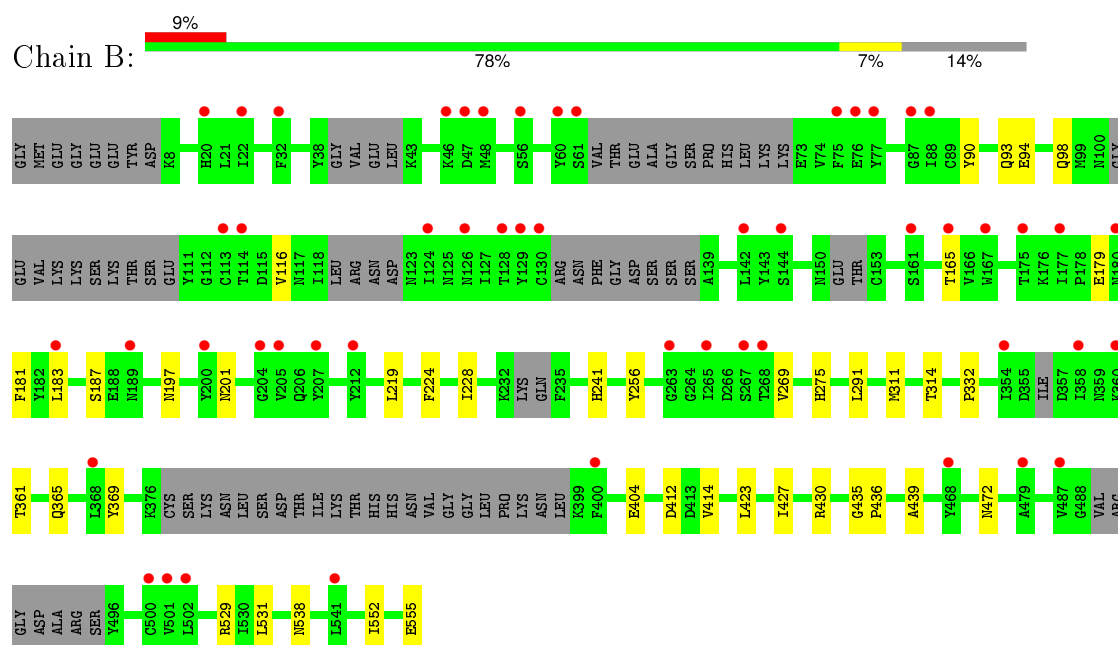 9%
Chain B:
78%
7%
14%
GLY MET GLU GLY GLU GLU TYR ASP K8 H20 L21 I22 F32 Y38 GLY VAL GLU LEU K43 K46 D47 M48 S56 Y60 S61 VAL THR GLU ALA GLY SER PRO HIS LEU LYS LYS E73 V74 F75 E76 Y77 G87 I88 C89 Y90 Q93 E94 Q98 M99 N100 GLY
GLU VAL LYS LYS SER LYS THR SER GLU Y111 G112 C113 T114 D115 V116 N117 I118 LEU ARG ASN ASP N123 I124 N125 N126 I127 T128 Y129 C130 ARG ASN PHE GLY ASP SER SER SER A139 L142 Y143 S144 N150 GLU THR C153 S161 T165 V166 W167 T175 K176 I177 P178 E179 N180
F181 Y182 L183 S187 E188 N189 N197 Y200 N201 G204 V205 Q206 Y207 Y212 L219 F224 I228 K232 LYS GLN F235 H241 Y256 G263 G264 I265 D266 S267 T268 V269 H275 L291 M311 T314 P332 I354 D355 ILE D357 I358 N359 K360
T361 Q365 L368 Y369 K376 CYS SER LYS ASN LEU SER ASP THR ILE LYS THR HIS HIS ASN VAL GLY GLY LEU PRO LYS ASN LEU K399 F400 E404 D412 D413 V414 L423 I427 R430 G435 P436 A439 Y468 N472 A479 V487 G488 VAL ARG
GLY ASP ALA ARG SER Y496 C500 V501 L502 R529 I530 L531 N538 L541 I552 E555